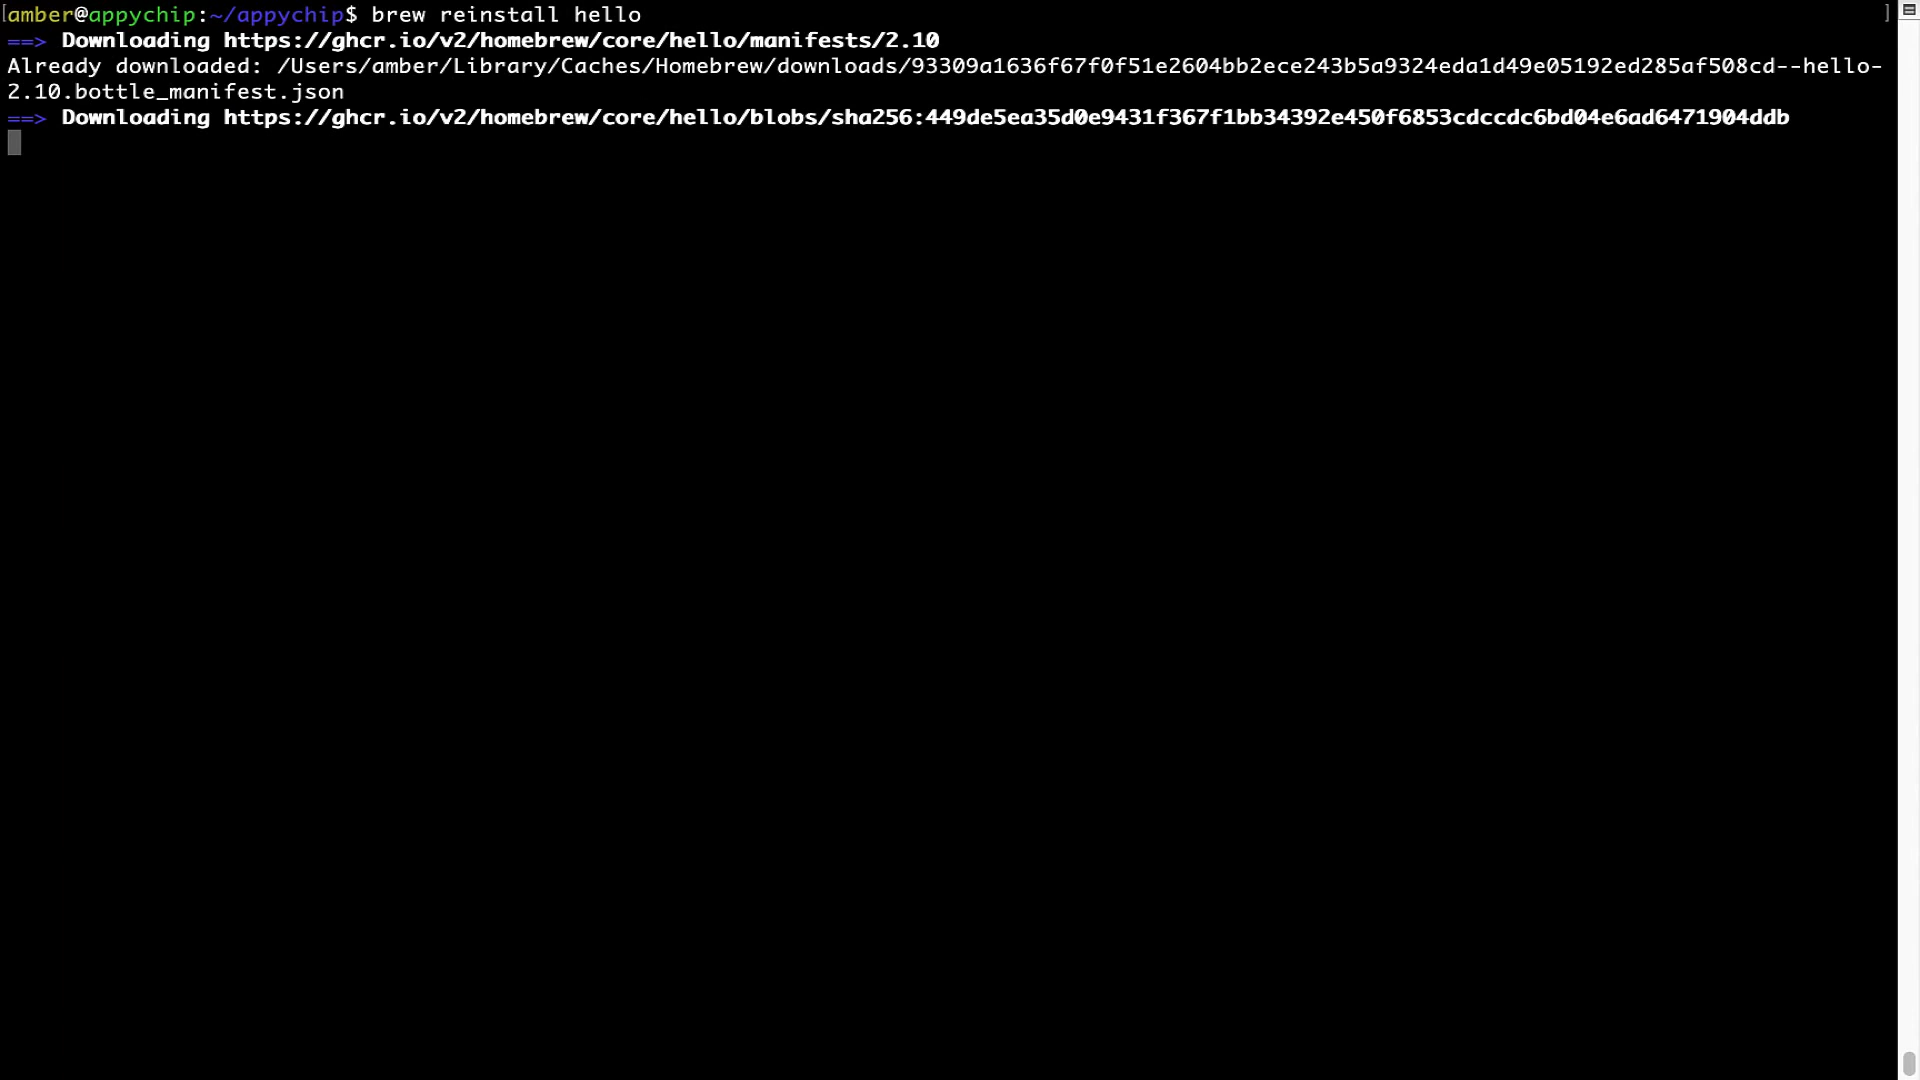 [amber@appychip:~/appychip$ brew reinstall hello ]
==> Downloading https://ghcr.io/v2/homebrew/core/hello/manifests/2.10
Already downloaded: /Users/amber/Library/Caches/Homebrew/downloads/93309a1636f67f0f51e2604bb2ece243b5a9324eda1d49e05192ed285af508cd--hello-
2.10.bottle_manifest.json
==> Downloading https://ghcr.io/v2/homebrew/core/hello/blobs/sha256:449de5ea35d0e9431f367f1bb34392e450f6853cdccdc6bd04e6ad6471904ddb